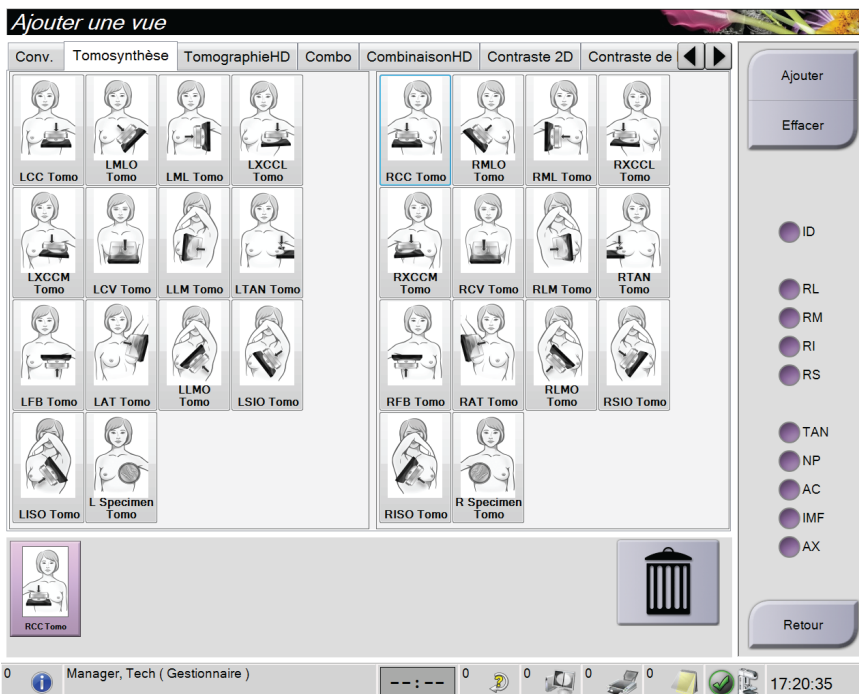 Ajouter une vue
Conv. Tomosynthèse TomographieHD Combo CombinaisonHD Contraste 2D Contraste de
LCC Tomo
LMLO
Tomo
LML Tomo
LXCCL
Tomo
RCC Tomo
RMLO
Tomo
RML Tomo
RXCCL
Tomo
LXCCM
Tomo
LCV Tomo
LLM Tomo
LTAN Tomo
RXCCM
Tomo
RCV Tomo
RLM Tomo
RTAN
Tomo
LFB Tomo
LAT Tomo
LLMO
Tomo
LSIO Tomo
RFB Tomo
RAT Tomo
RLMO
Tomo
RSIO Tomo
LISO Tomo
L Specimen
Tomo
RISO Tomo
R Specimen
Tomo
RCC Tomo
Ajouter
Effacer
ID
RL
RM
RI
RS
TAN
NP
AC
IMF
AX
Retour
0 Manager, Tech ( Gestionnaire ) --:-- 0 0 0 0 17:20:35